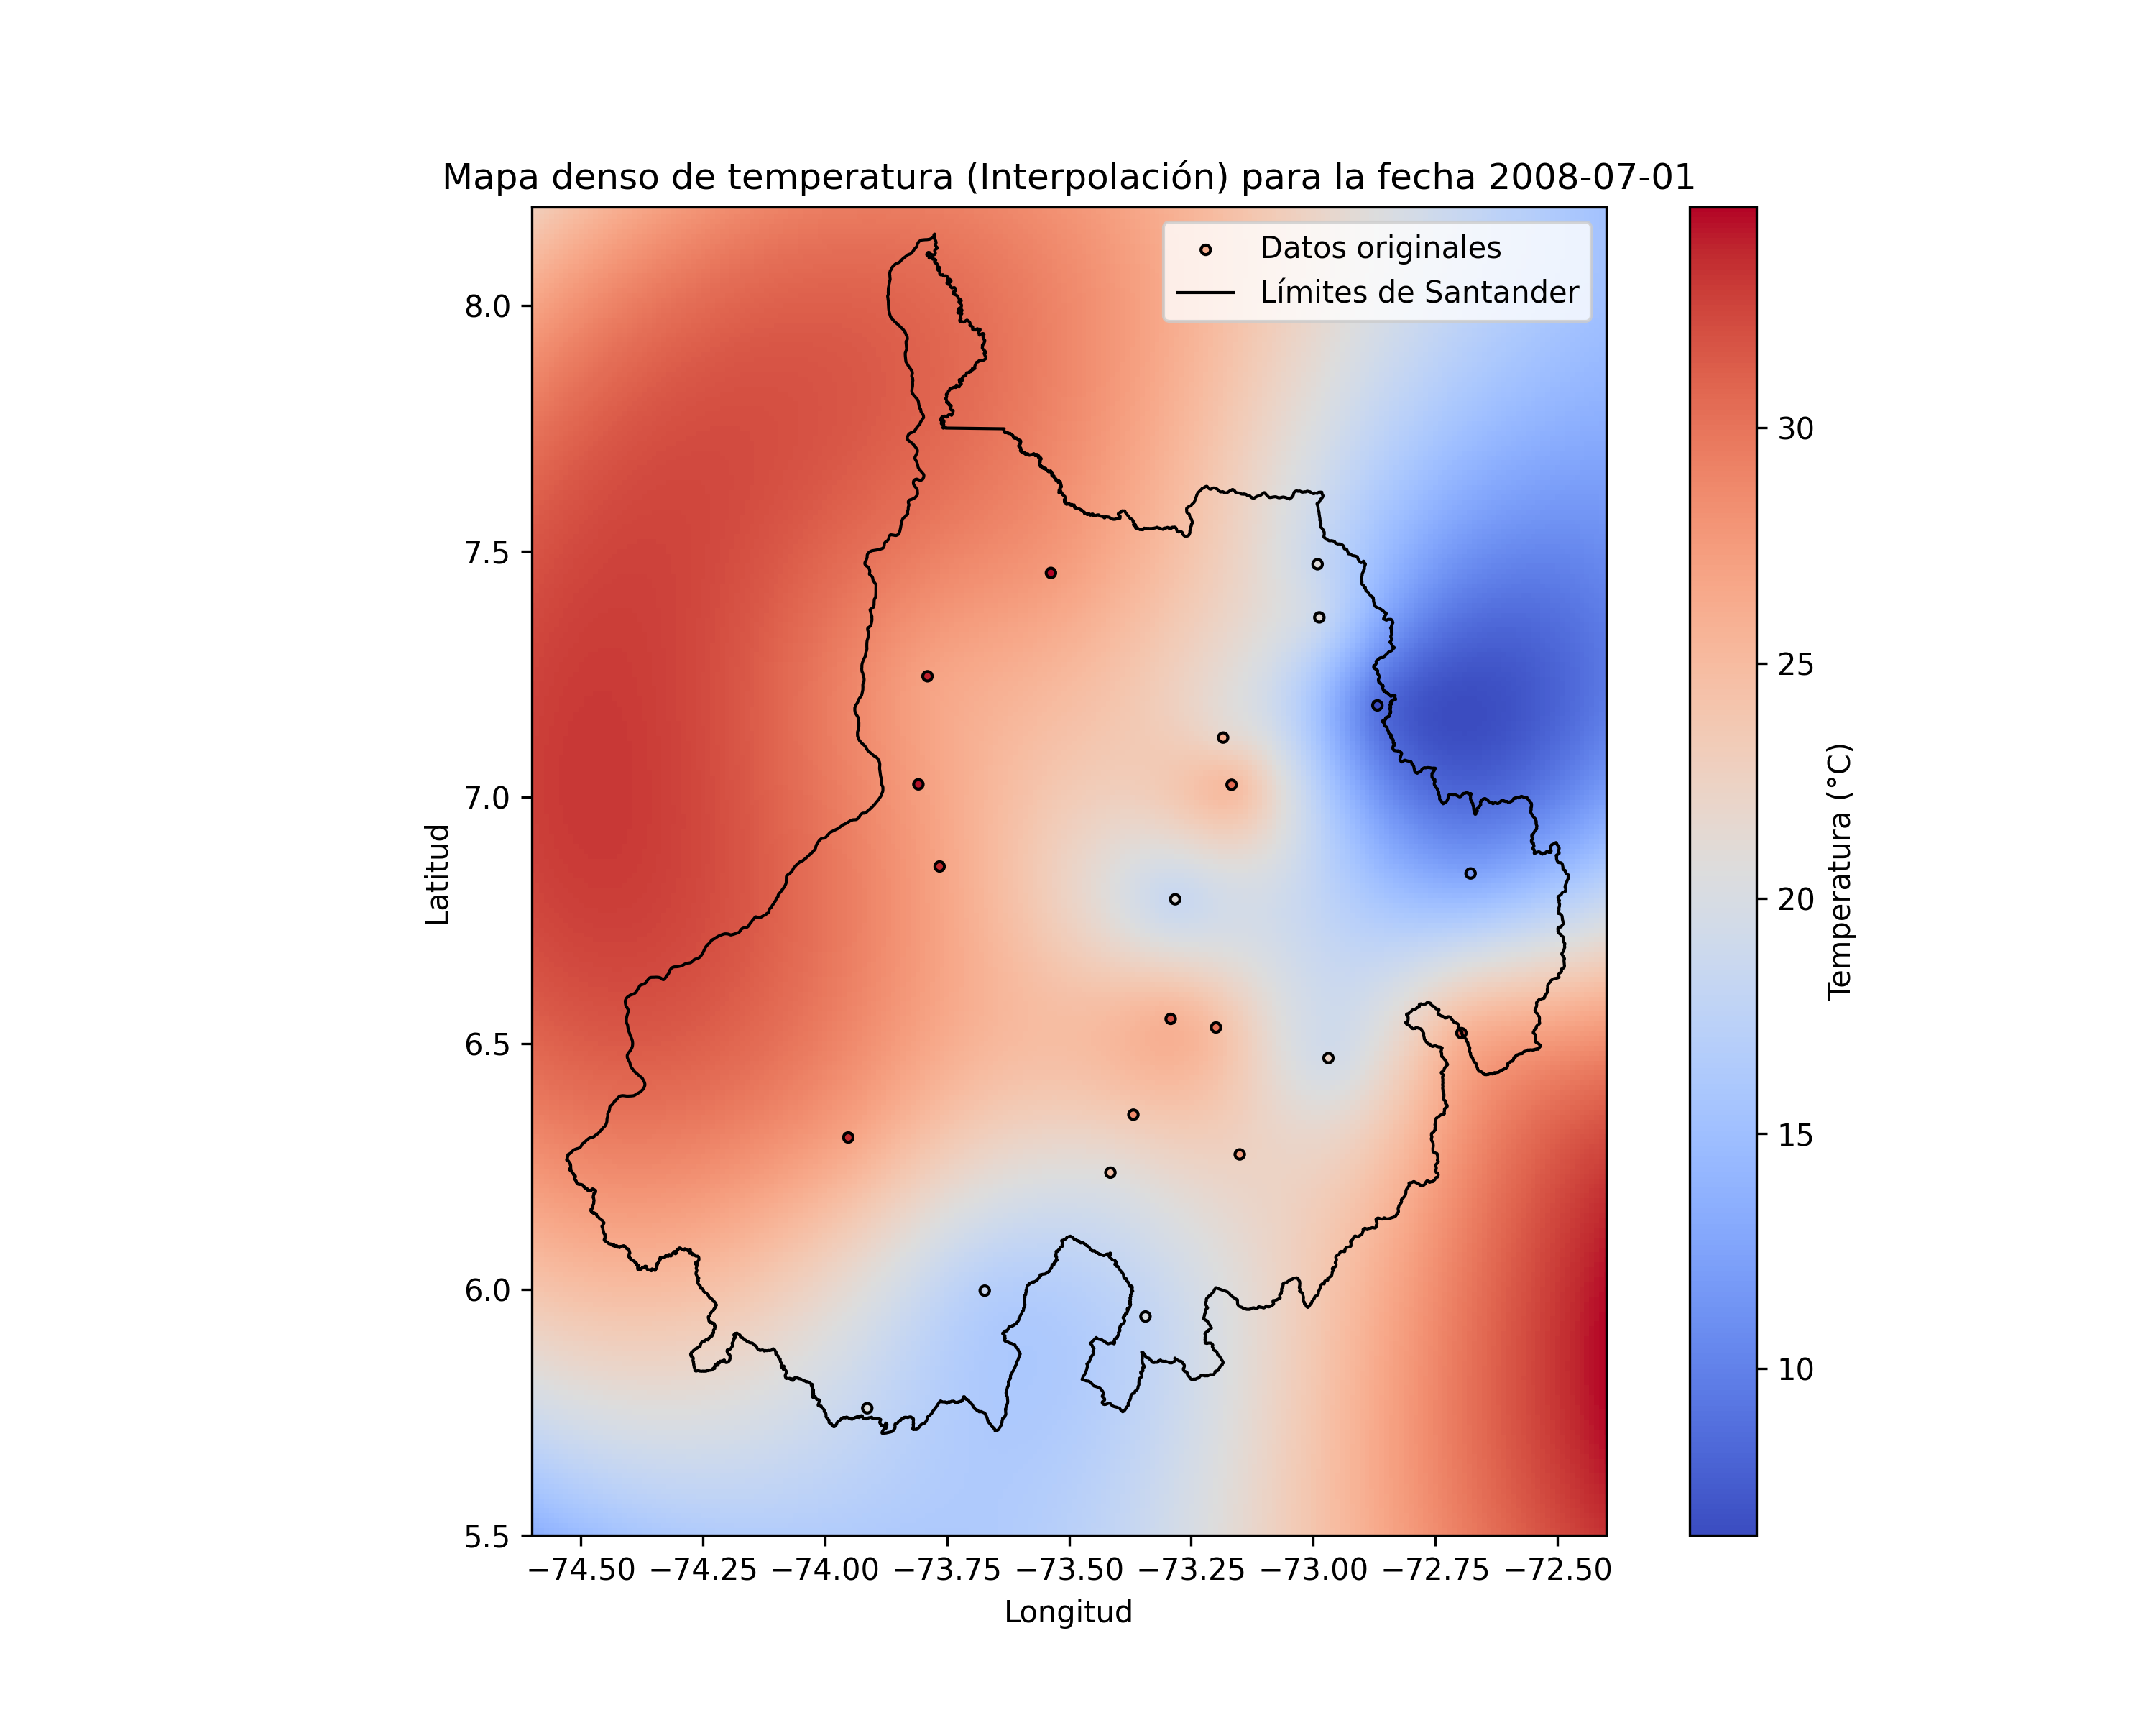 Mapa denso de temperatura (Interpolación) para la fecha 2008-07-01
Datos originales
Límites de Santander
8.0
7.5
7.0
6.5
6.0
5.5
Latitud
−74.50 −74.25 −74.00 −73.75 −73.50 −73.25 −73.00 −72.75 −72.50
Longitud
30
25
20
15
10
Temperatura (°C)